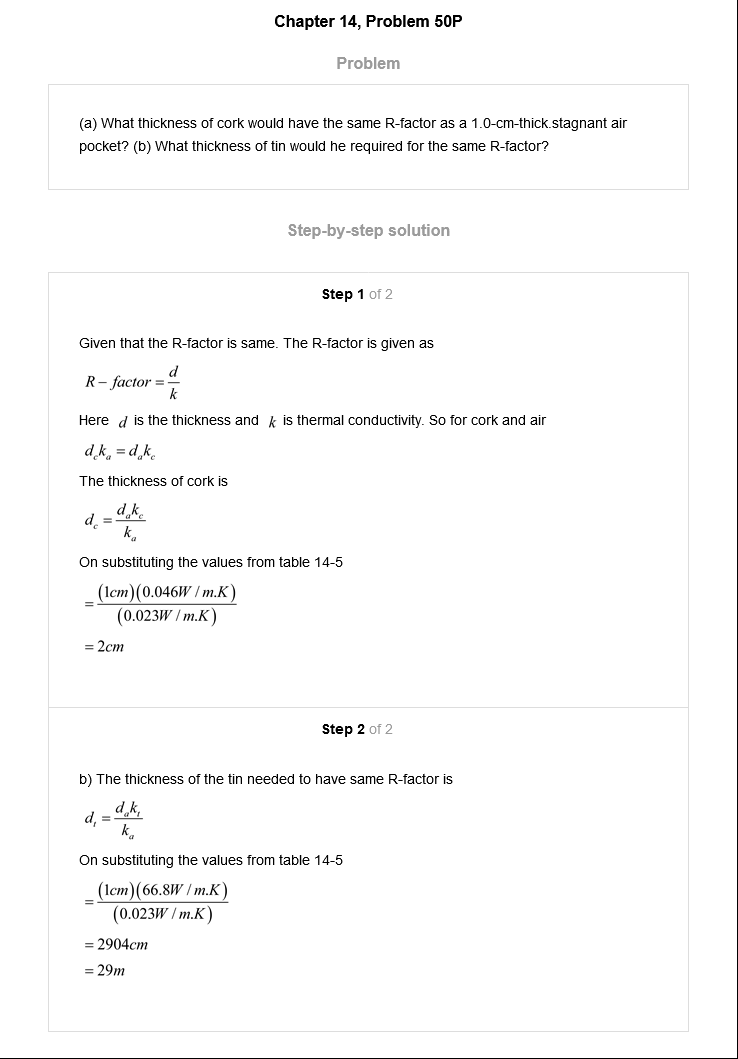 Chapter 14, Problem 50P
Problem
(a) What thickness of cork would have the same R-factor as a 1.0-cm-thick.stagnant air
pocket? (b) What thickness of tin would he required for the same R-factor?
Step-by-step solution
Step 1 of 2
Given that the R-factor is same. The R-factor is given as
R – factor = d/k
Here d is the thickness and k is thermal conductivity. So for cork and air
d_c k_a = d_a k_c
The thickness of cork is
d_c = d_a k_c / k_a
On substituting the values from table 14-5
= (1cm)(0.046W / m.K) / (0.023W / m.K)
= 2cm
Step 2 of 2
b) The thickness of the tin needed to have same R-factor is
d_t = d_a k_t / k_a
On substituting the values from table 14-5
= (1cm)(66.8W / m.K) / (0.023W / m.K)
= 2904cm
= 29m